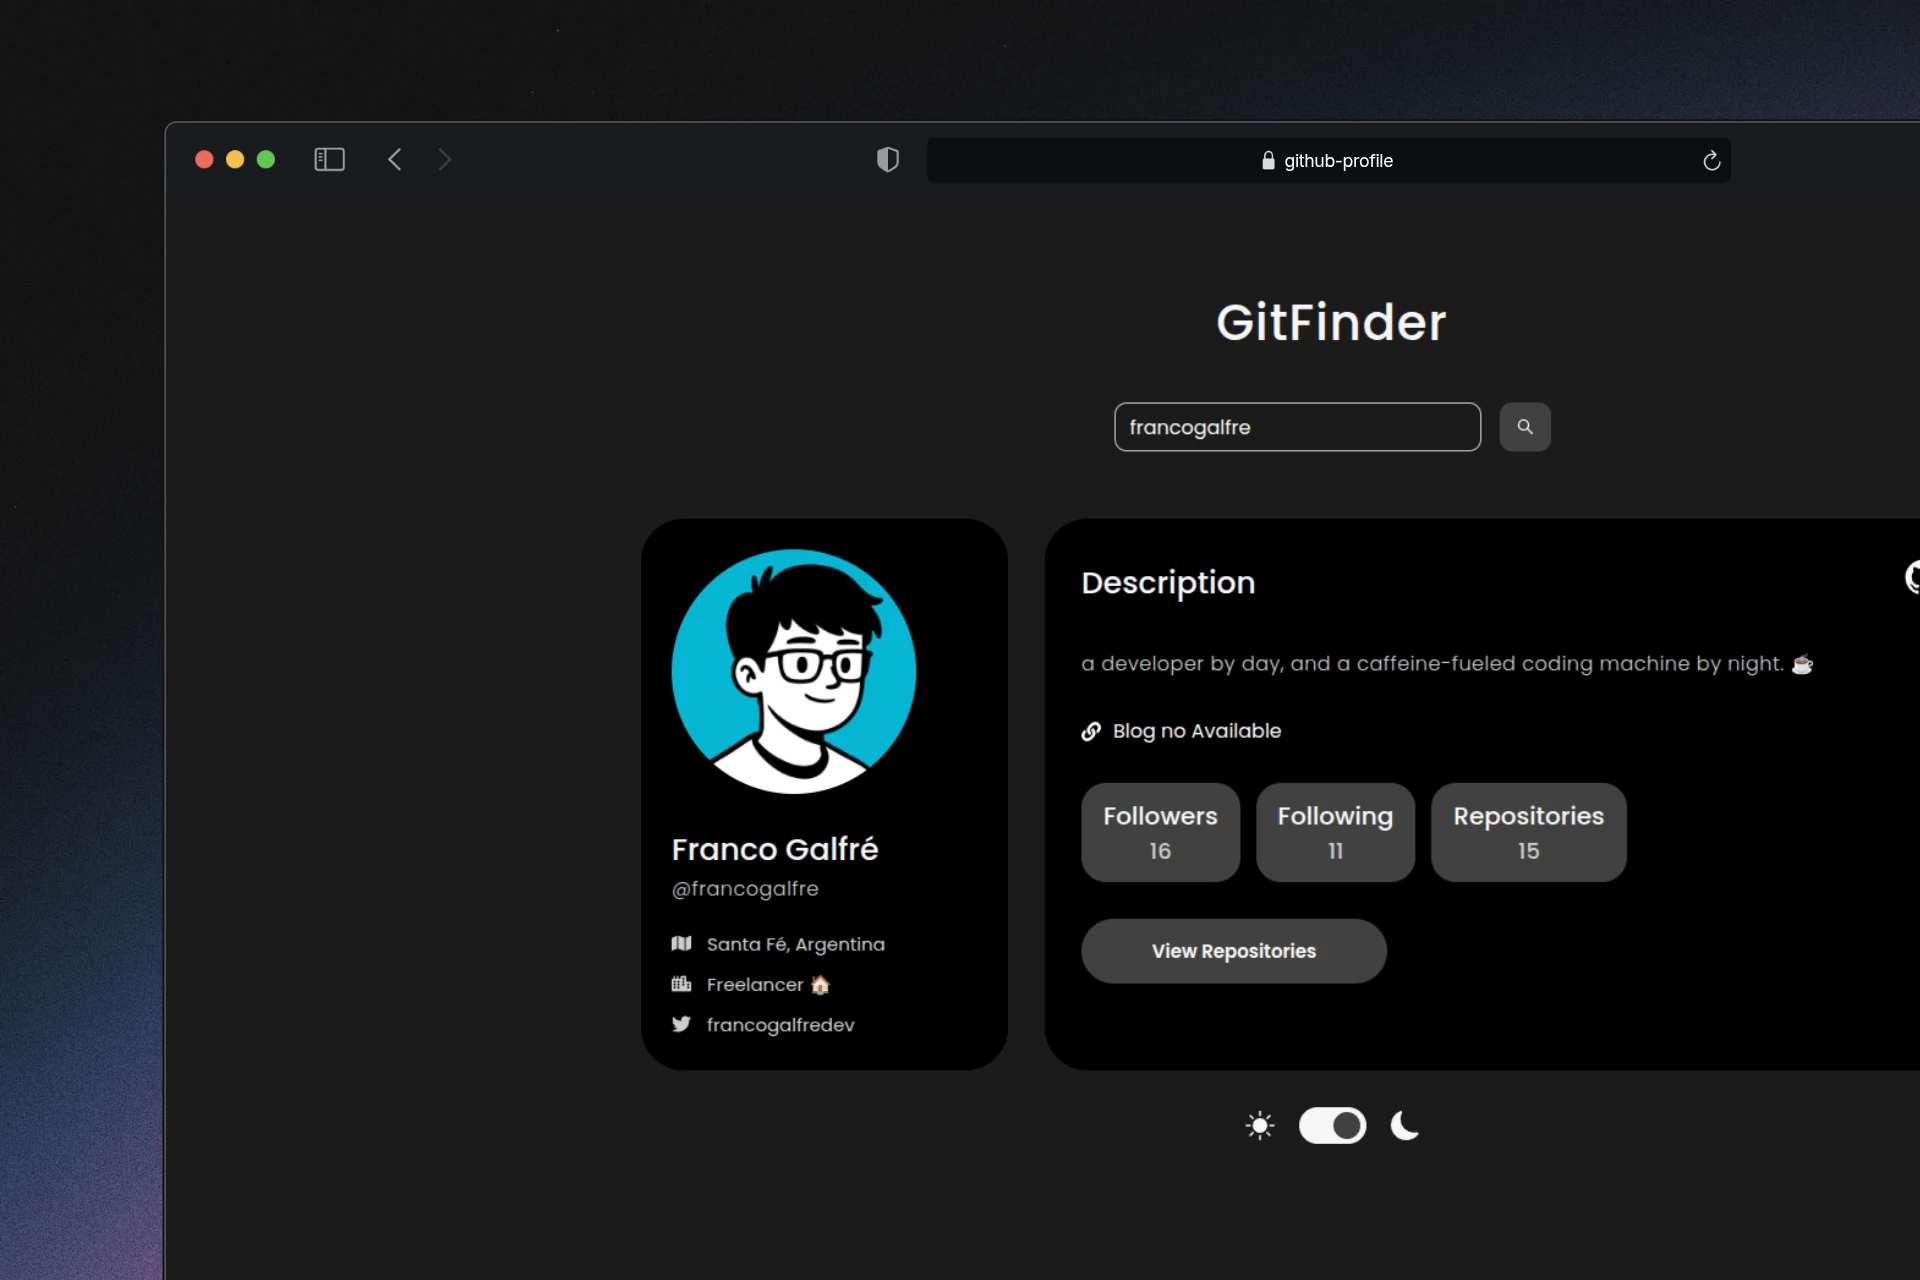 github-profile
GitFinder
francogalfre
Franco Galfré
@francogalfre
Santa Fé, Argentina
Freelancer 🏠
francogalfredev
Description
a developer by day, and a caffeine-fueled coding machine by night. ☕
Blog no Available
Followers
16
Following
11
Repositories
15
View Repositories